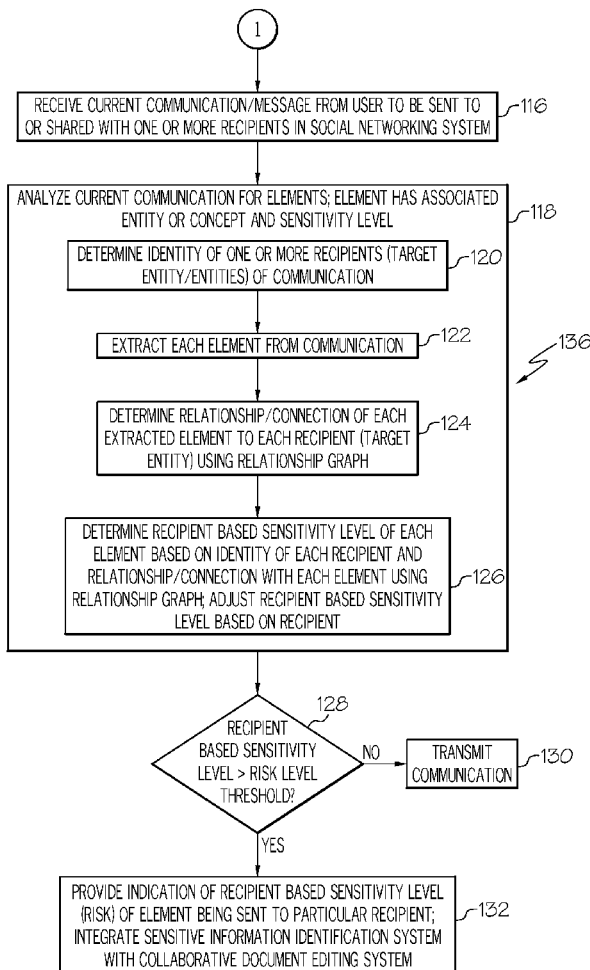 1
RECEIVE CURRENT COMMUNICATION/MESSAGE FROM USER TO BE SENT TO
OR SHARED WITH ONE OR MORE RECIPIENTS IN SOCIAL NETWORKING SYSTEM
116
ANALYZE CURRENT COMMUNICATION FOR ELEMENTS; ELEMENT HAS ASSOCIATED
ENTITY OR CONCEPT AND SENSITIVITY LEVEL
118
DETERMINE IDENTITY OF ONE OR MORE RECIPIENTS (TARGET
ENTITY/ENTITIES) OF COMMUNICATION
120
EXTRACT EACH ELEMENT FROM COMMUNICATION
122
136
DETERMINE RELATIONSHIP/CONNECTION OF EACH
EXTRACTED ELEMENT TO EACH RECIPIENT (TARGET
ENTITY) USING RELATIONSHIP GRAPH
124
DETERMINE RECIPIENT BASED SENSITIVITY LEVEL OF EACH
ELEMENT BASED ON IDENTITY OF EACH RECIPIENT AND
RELATIONSHIP/CONNECTION WITH EACH ELEMENT USING
RELATIONSHIP GRAPH; ADJUST RECIPIENT BASED SENSITIVITY
LEVEL BASED ON RECIPIENT
126
128
RECIPIENT
BASED SENSITIVITY
LEVEL > RISK LEVEL
THRESHOLD?
NO
TRANSMIT
COMMUNICATION
130
YES
PROVIDE INDICATION OF RECIPIENT BASED SENSITIVITY LEVEL
(RISK) OF ELEMENT BEING SENT TO PARTICULAR RECIPIENT;
INTEGRATE SENSITIVE INFORMATION IDENTIFICATION SYSTEM
WITH COLLABORATIVE DOCUMENT EDITING SYSTEM
132